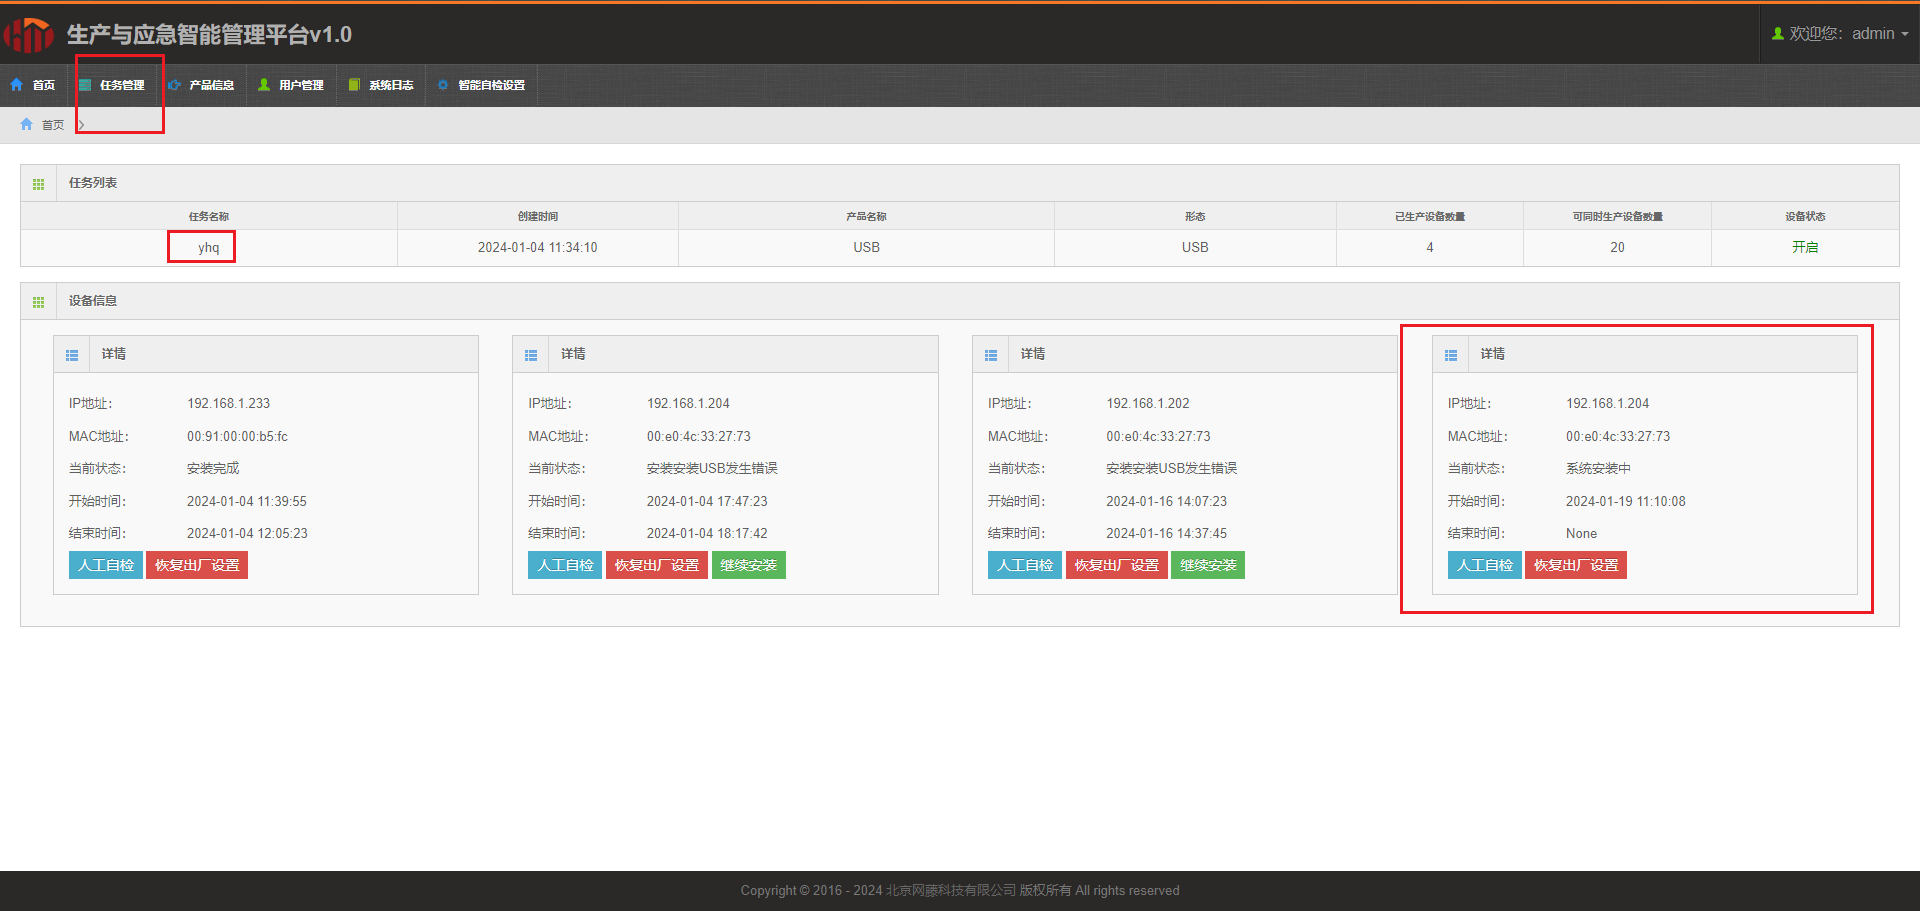 生产与应急智能管理平台v1.0
欢迎您：admin
首页 任务管理 产品信息 用户管理 系统日志 智能自检设置
首页
任务列表
任务名称 创建时间 产品名称 形态 已生产设备数量 可同时生产设备数量 设备状态
yhq 2024-01-04 11:34:10 USB USB 4 20 开启
设备信息
详情
IP地址： 192.168.1.233
MAC地址： 00:91:00:00:b5:fc
当前状态： 安装完成
开始时间： 2024-01-04 11:39:55
结束时间： 2024-01-04 12:05:23
人工自检 恢复出厂设置
详情
IP地址： 192.168.1.204
MAC地址： 00:e0:4c:33:27:73
当前状态： 安装安装USB发生错误
开始时间： 2024-01-04 17:47:23
结束时间： 2024-01-04 18:17:42
人工自检 恢复出厂设置 继续安装
详情
IP地址： 192.168.1.202
MAC地址： 00:e0:4c:33:27:73
当前状态： 安装安装USB发生错误
开始时间： 2024-01-16 14:07:23
结束时间： 2024-01-16 14:37:45
人工自检 恢复出厂设置 继续安装
详情
IP地址： 192.168.1.204
MAC地址： 00:e0:4c:33:27:73
当前状态： 系统安装中
开始时间： 2024-01-19 11:10:08
结束时间： None
人工自检 恢复出厂设置
Copyright © 2016 - 2024 北京网藤科技有限公司 版权所有 All rights reserved